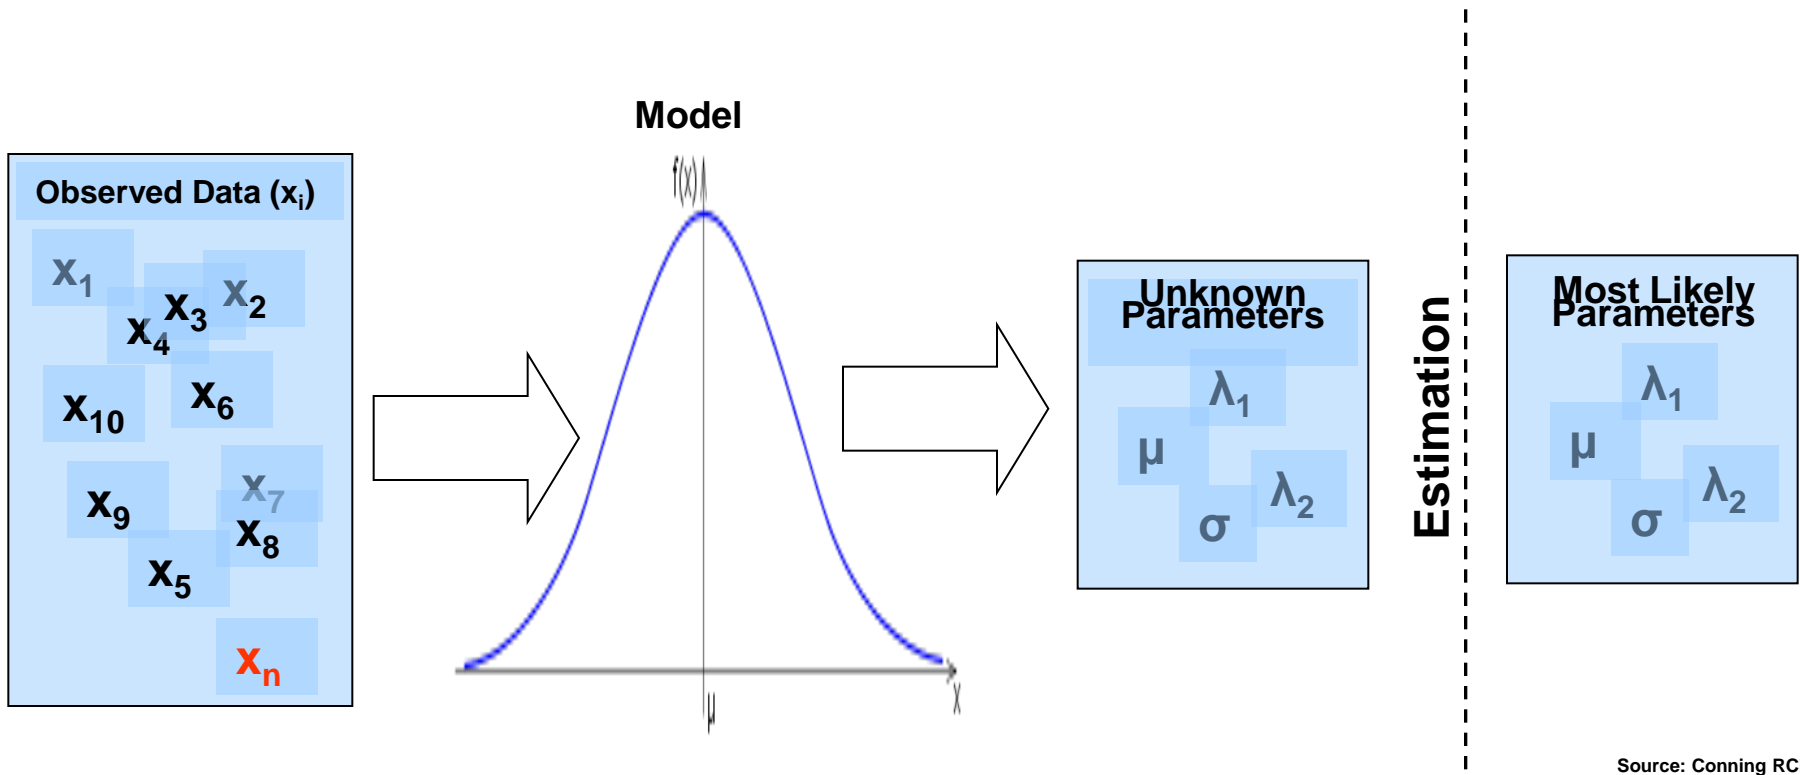 Model
f(x)
Observed Data (xᵢ)
x₁
x₂
x₃
x₄
x₆
x₁₀
x₇
x₉
x₈
x₅
xₙ
μ
x
Unknown
Parameters
λ₁
μ
λ₂
σ
Estimation
Most Likely
Parameters
λ₁
μ
λ₂
σ
Source: Conning RC